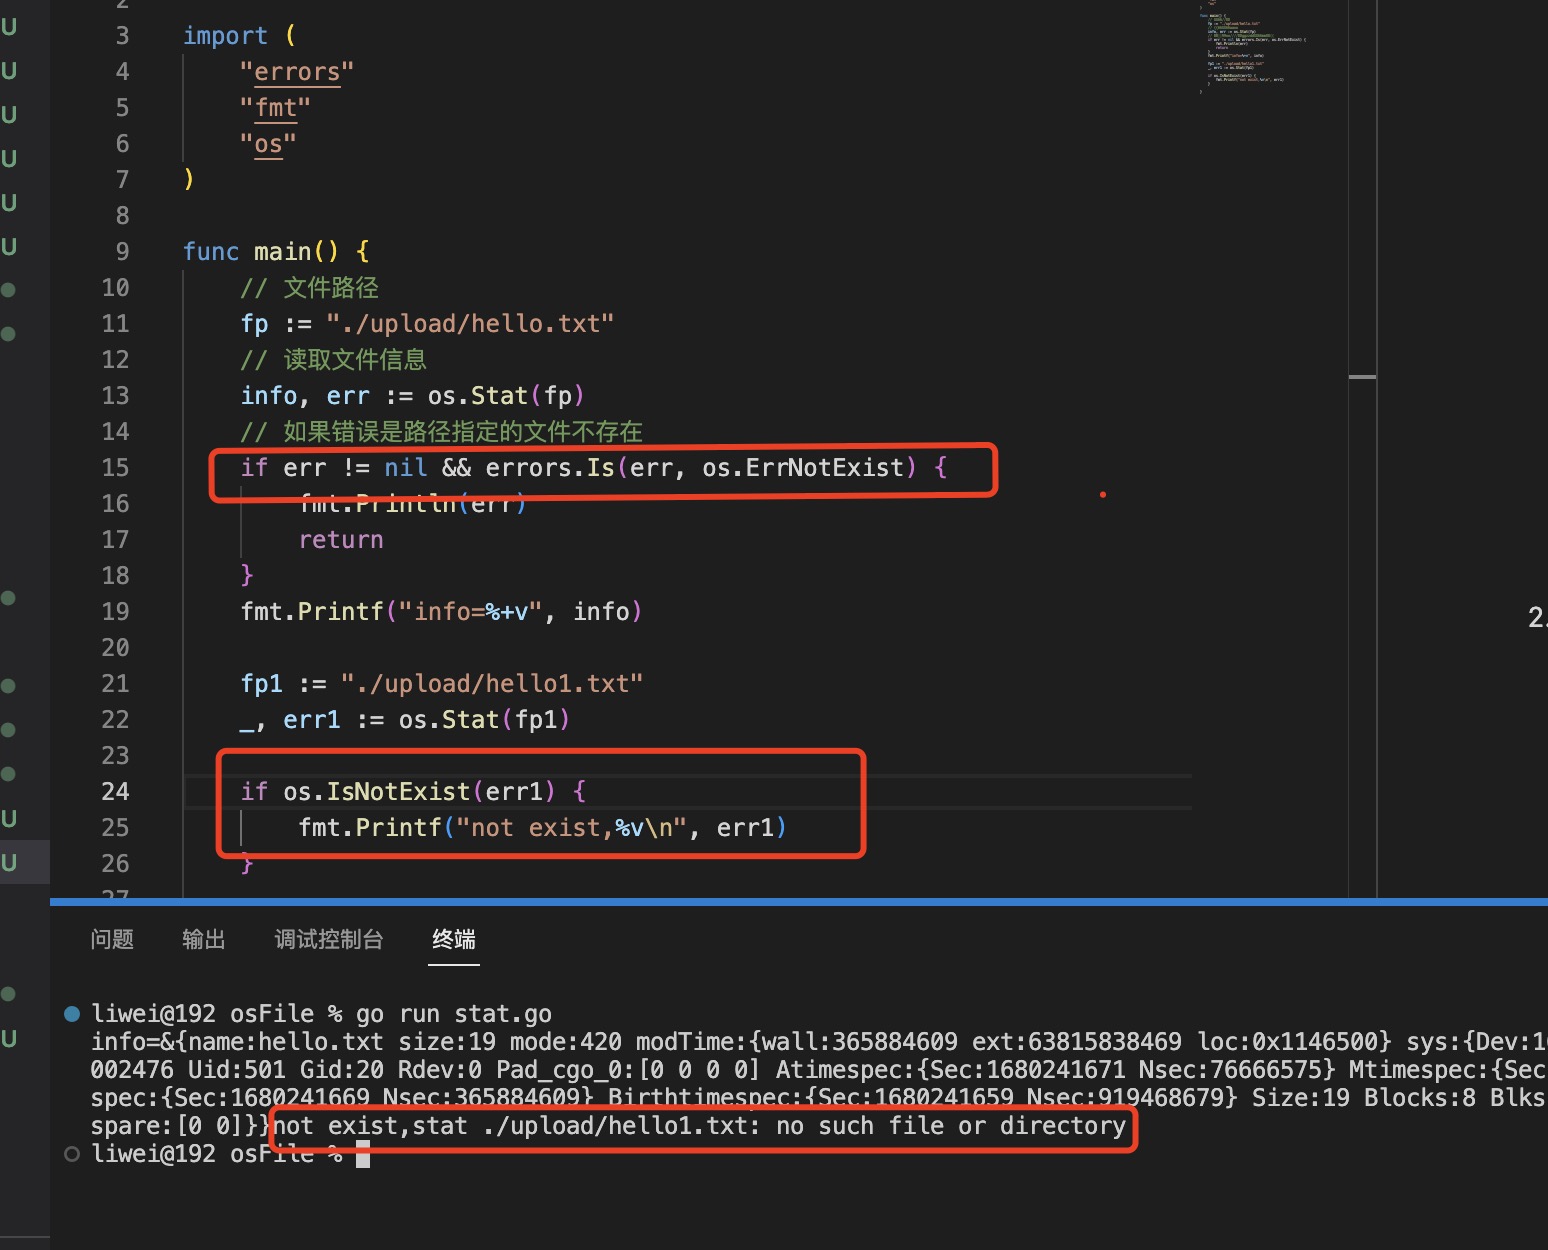 2
3 import (
4 "errors"
5 "fmt"
6 "os"
7 )
8
9 func main() {
10 // 文件路径
11 fp := "./upload/hello.txt"
12 // 读取文件信息
13 info, err := os.Stat(fp)
14 // 如果错误是路径指定的文件不存在
15 if err != nil && errors.Is(err, os.ErrNotExist) {
16 fmt.Println(err)
17 return
18 }
19 fmt.Printf("info=%+v", info)
20
21 fp1 := "./upload/hello1.txt"
22 _, err1 := os.Stat(fp1)
23
24 if os.IsNotExist(err1) {
25 fmt.Printf("not exist,%v\n", err1)
26 }
27
U
U
U
U
U
U
U
U
U
2.
问题 输出 调试控制台 终端
liwei@192 osFile % go run stat.go
info=&{name:hello.txt size:19 mode:420 modTime:{wall:365884609 ext:63815838469 loc:0x1146500} sys:{Dev:1
002476 Uid:501 Gid:20 Rdev:0 Pad_cgo_0:[0 0 0 0] Atimespec:{Sec:1680241671 Nsec:76666575} Mtimespec:{Sec
spec:{Sec:1680241669 Nsec:365884609} Birthtimespec:{Sec:1680241659 Nsec:919468679} Size:19 Blocks:8 Blks
spare:[0 0]}}not exist,stat ./upload/hello1.txt: no such file or directory
liwei@192 osFile %